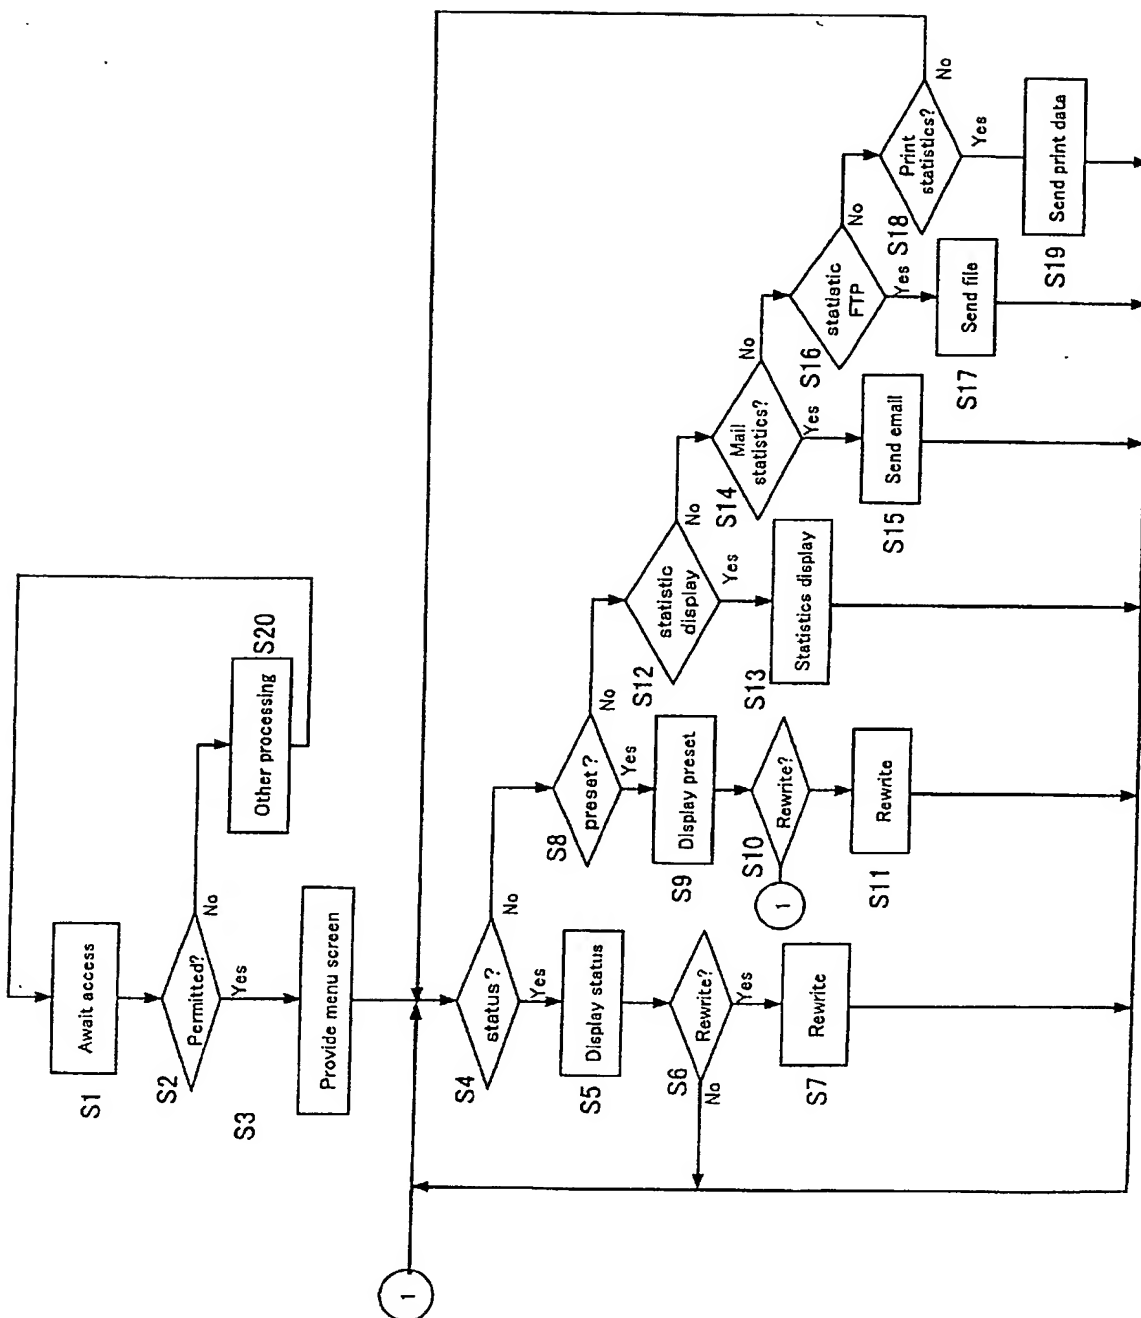 S1
Await access
S2
Permitted?
No
Yes
S20
Other processing
S3
Provide menu screen
1
S4
status?
No
Yes
S5
Display status
S6
Rewrite?
No
Yes
S7
Rewrite
S8
preset?
No
Yes
S9
Display preset
S10
Rewrite?
1
S11
Rewrite
S12
statistic
display
No
Yes
S13
Statistics display
S14
Mail
statistics?
No
Yes
S15
Send email
S16
statistic
FTP
No
Yes
S17
Send file
S18
Print
statistics?
No
Yes
S19
Send print data